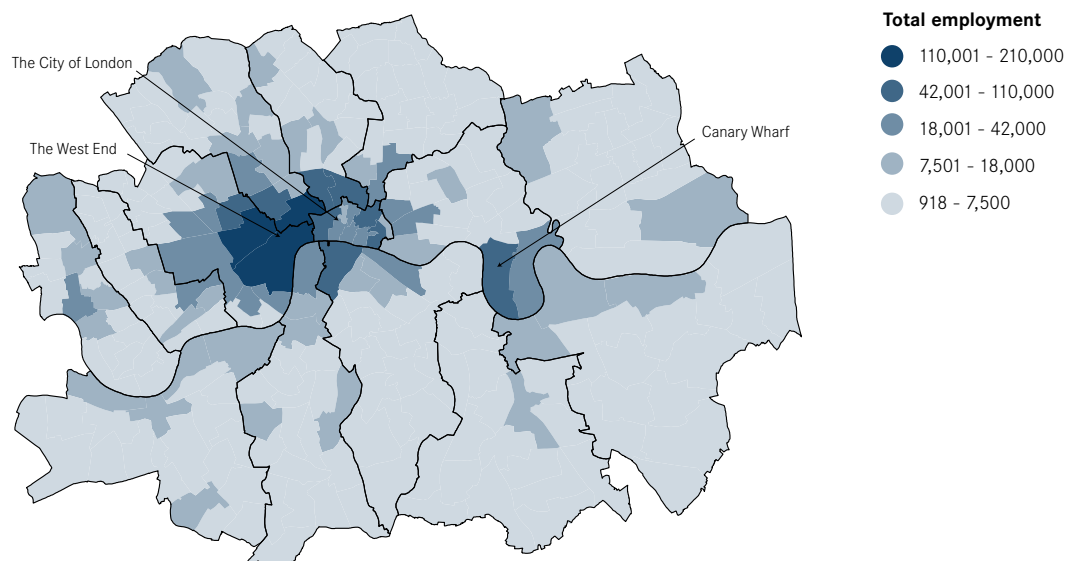 Total employment
110,001 - 210,000
42,001 - 110,000
18,001 - 42,000
7,501 - 18,000
918 - 7,500
The City of London
The West End
Canary Wharf